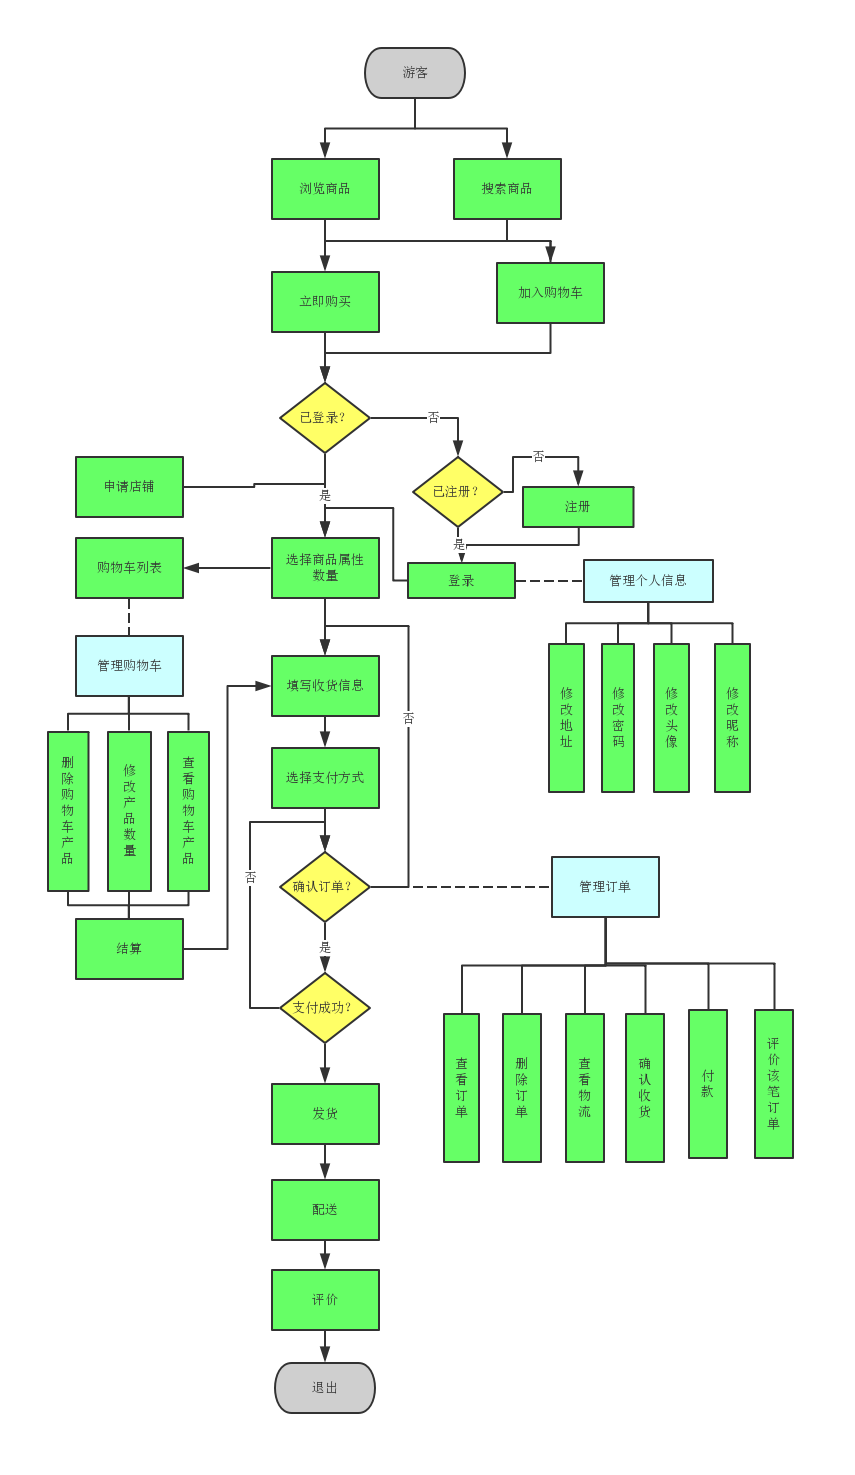 游客
浏览商品
搜索商品
立即购买
加入购物车
已登录?
否
申请店铺
是
已注册?
否
注册
是
购物车列表
选择商品属性
数量
登录
管理个人信息
管理购物车
填写收货信息
否
修改地址
修改密码
修改头像
修改昵称
选择支付方式
删除购物车产品
修改产品数量
查看购物车产品
否
确认订单?
管理订单
是
结算
支付成功?
查看订单
删除订单
查看物流
确认收货
付款
评价该笔订单
发货
配送
评价
退出